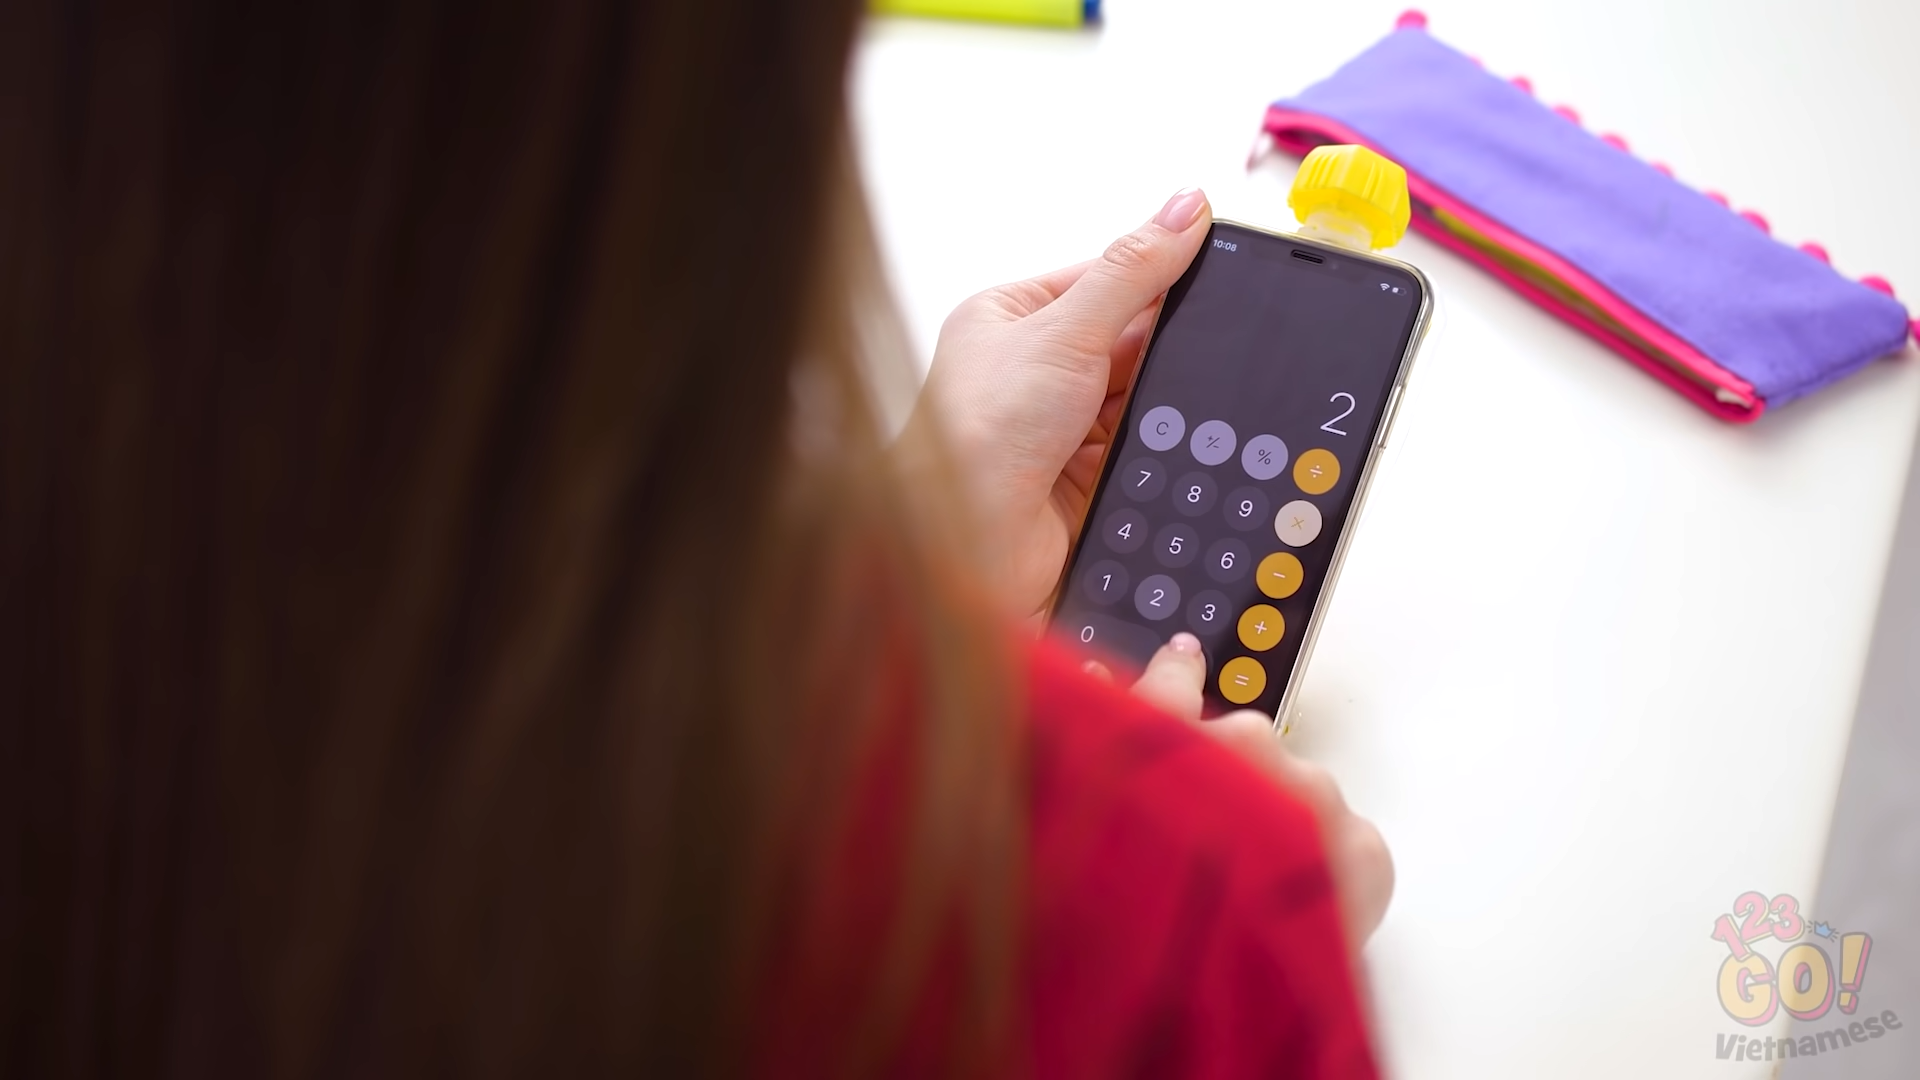 10:08
2
C +/- % ÷
7 8 9 ×
4 5 6 −
1 2 3 +
0 =
123
GO!
Vietnamese